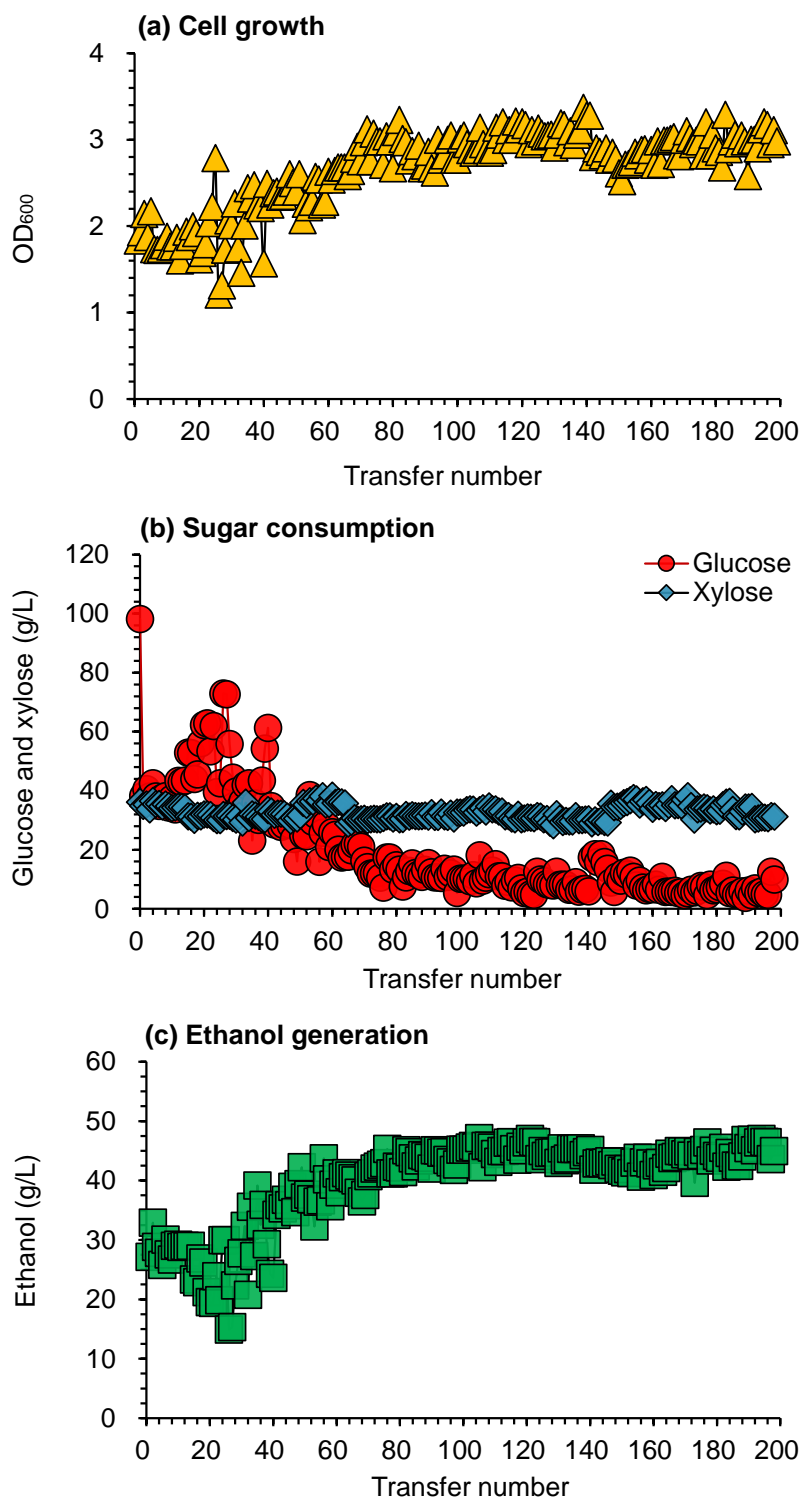 (a) Cell growth
4
3
2
1
0
OD600
0 20 40 60 80 100 120 140 160 180 200
Transfer number
(b) Sugar consumption
120
100
80
60
40
20
0
Glucose and xylose (g/L)
Glucose
Xylose
0 20 40 60 80 100 120 140 160 180 200
Transfer number
(c) Ethanol generation
60
50
40
30
20
10
0
Ethanol (g/L)
0 20 40 60 80 100 120 140 160 180 200
Transfer number